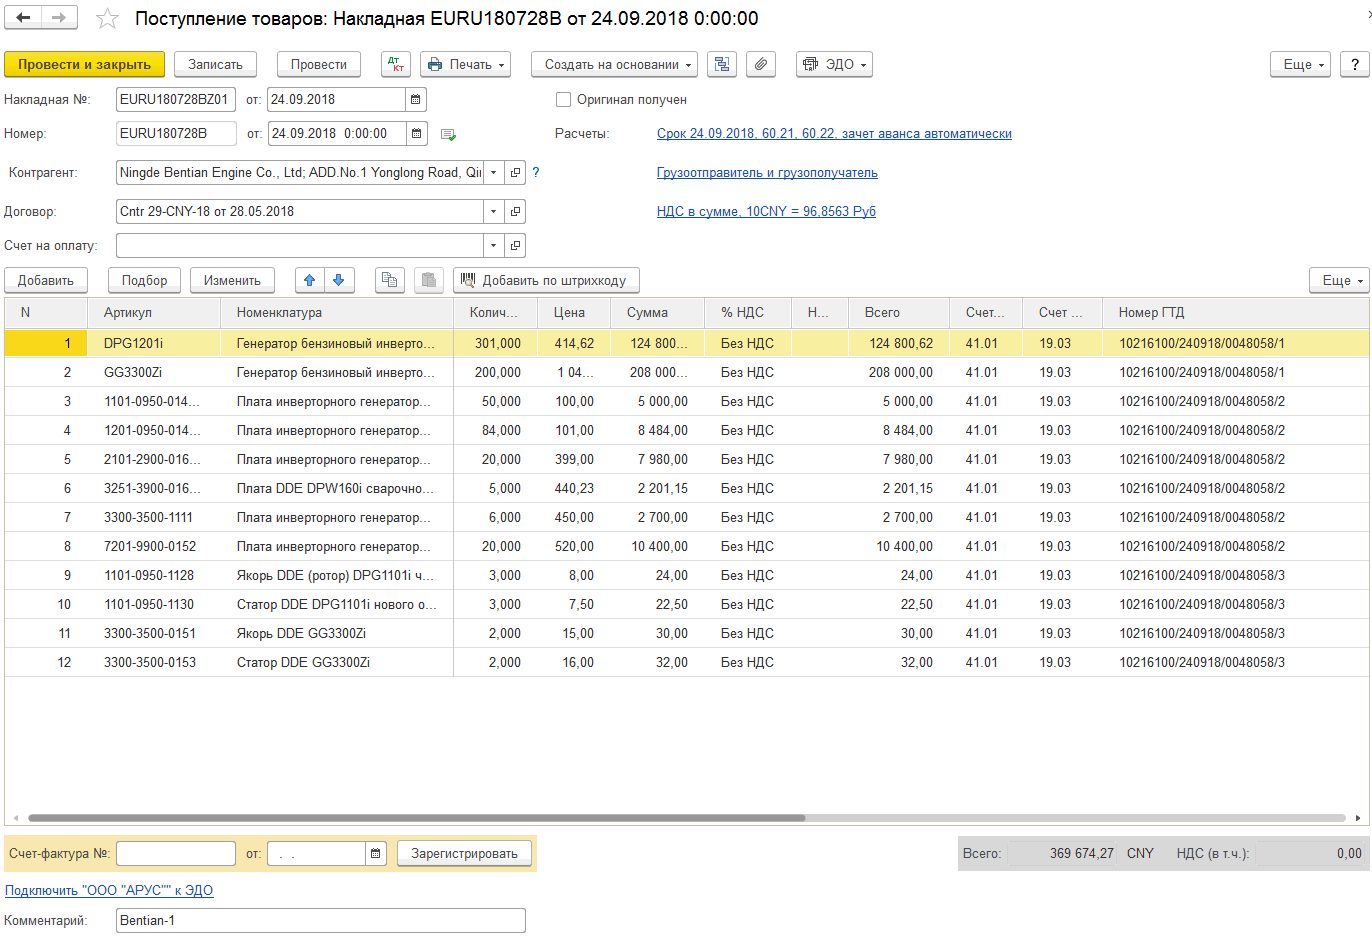 Поступление товаров: Накладная EURU180728B от 24.09.2018 0:00:00
Провести и закрыть Записать Провести Дт Кт Печать Создать на основании ЭДО Еще ?
Накладная №: EURU180728BZ01 от: 24.09.2018 Оригинал получен
Номер: EURU180728B от: 24.09.2018 0:00:00 Расчеты: Срок 24.09.2018, 60.21, 60.22, зачет аванса автоматически
Контрагент: Ningde Bentian Engine Co., Ltd; ADD.No.1 Yonglong Road, Qi ? Грузоотправитель и грузополучатель
Договор: Cntr 29-CNY-18 от 28.05.2018 НДС в сумме, 10CNY = 96,8563 Руб
Счет на оплату:
Добавить Подбор Изменить Добавить по штрихкоду Еще
N Артикул Номенклатура Колич... Цена Сумма % НДС Н... Всего Счет... Счет ... Номер ГТД
1 DPG1201i Генератор бензиновый инверто... 301,000 414,62 124 800... Без НДС 124 800,62 41.01 19.03 10216100/240918/0048058/1
2 GG3300Zi Генератор бензиновый инверто... 200,000 1 04... 208 000... Без НДС 208 000,00 41.01 19.03 10216100/240918/0048058/1
3 1101-0950-014... Плата инверторного генератор... 50,000 100,00 5 000,00 Без НДС 5 000,00 41.01 19.03 10216100/240918/0048058/2
4 1201-0950-014... Плата инверторного генератор... 84,000 101,00 8 484,00 Без НДС 8 484,00 41.01 19.03 10216100/240918/0048058/2
5 2101-2900-016... Плата инверторного генератор... 20,000 399,00 7 980,00 Без НДС 7 980,00 41.01 19.03 10216100/240918/0048058/2
6 3251-3900-016... Плата DDE DPW160i сварочно... 5,000 440,23 2 201,15 Без НДС 2 201,15 41.01 19.03 10216100/240918/0048058/2
7 3300-3500-1111 Плата инверторного генератор... 6,000 450,00 2 700,00 Без НДС 2 700,00 41.01 19.03 10216100/240918/0048058/2
8 7201-9900-0152 Плата инверторного генератор... 20,000 520,00 10 400,00 Без НДС 10 400,00 41.01 19.03 10216100/240918/0048058/2
9 1101-0950-1128 Якорь DDE (ротор) DPG1101i ч... 3,000 8,00 24,00 Без НДС 24,00 41.01 19.03 10216100/240918/0048058/3
10 1101-0950-1130 Статор DDE DPG1101i нового о... 3,000 7,50 22,50 Без НДС 22,50 41.01 19.03 10216100/240918/0048058/3
11 3300-3500-0151 Якорь DDE GG3300Zi 2,000 15,00 30,00 Без НДС 30,00 41.01 19.03 10216100/240918/0048058/3
12 3300-3500-0153 Статор DDE GG3300Zi 2,000 16,00 32,00 Без НДС 32,00 41.01 19.03 10216100/240918/0048058/3
Счет-фактура №: от: . . Зарегистрировать Всего: 369 674,27 CNY НДС (в т.ч.): 0,00
Подключить "ООО "АРУС"" к ЭДО
Комментарий: Bentian-1